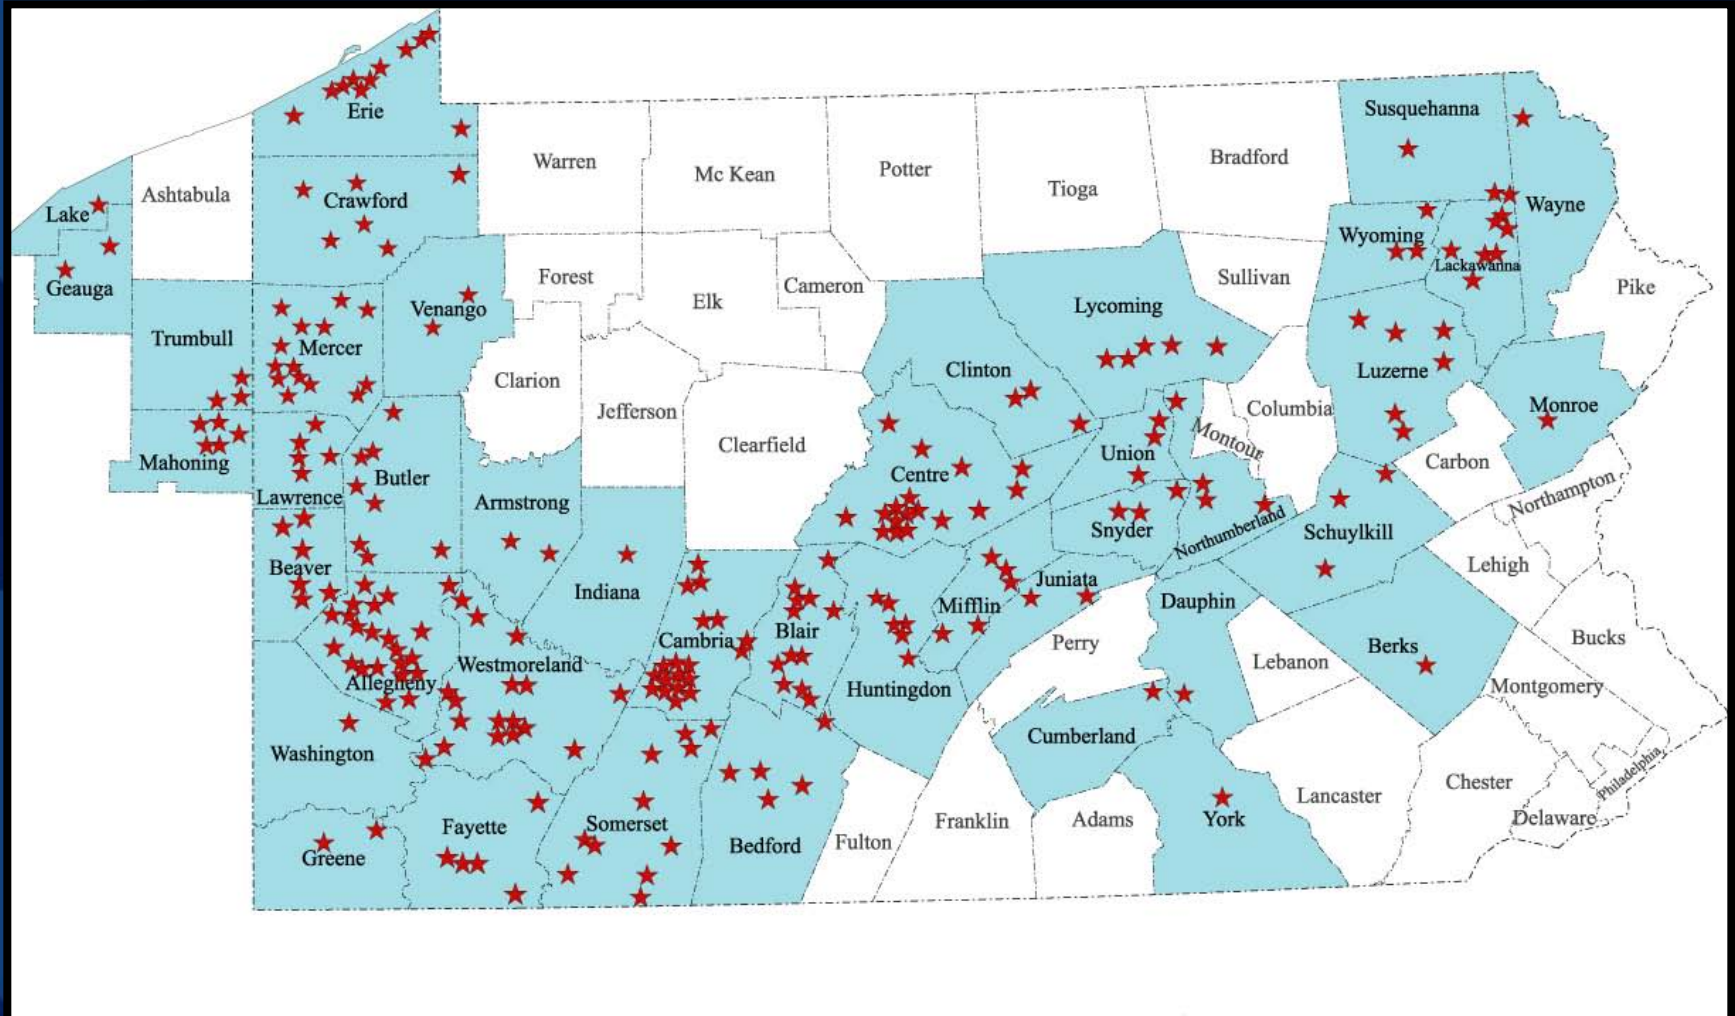 Erie
Susquehanna
Warren
Mc Kean
Potter
Tioga
Bradford
Ashtabula
Crawford
Lake
Wayne
Wyoming
Lackawanna
Geauga
Forest
Elk
Cameron
Sullivan
Pike
Venango
Lycoming
Trumbull
Mercer
Clarion
Clinton
Luzerne
Jefferson
Columbia
Monroe
Montour
Clearfield
Union
Mahoning
Butler
Centre
Carbon
Lawrence
Armstrong
Northampton
Snyder
Northumberland
Schuylkill
Beaver
Lehigh
Indiana
Juniata
Mifflin
Dauphin
Cambria
Blair
Perry
Bucks
Berks
Westmoreland
Lebanon
Allegheny
Huntingdon
Montgomery
Washington
Cumberland
Philadelphia
Chester
Lancaster
Fayette
Somerset
York
Adams
Franklin
Delaware
Greene
Bedford
Fulton